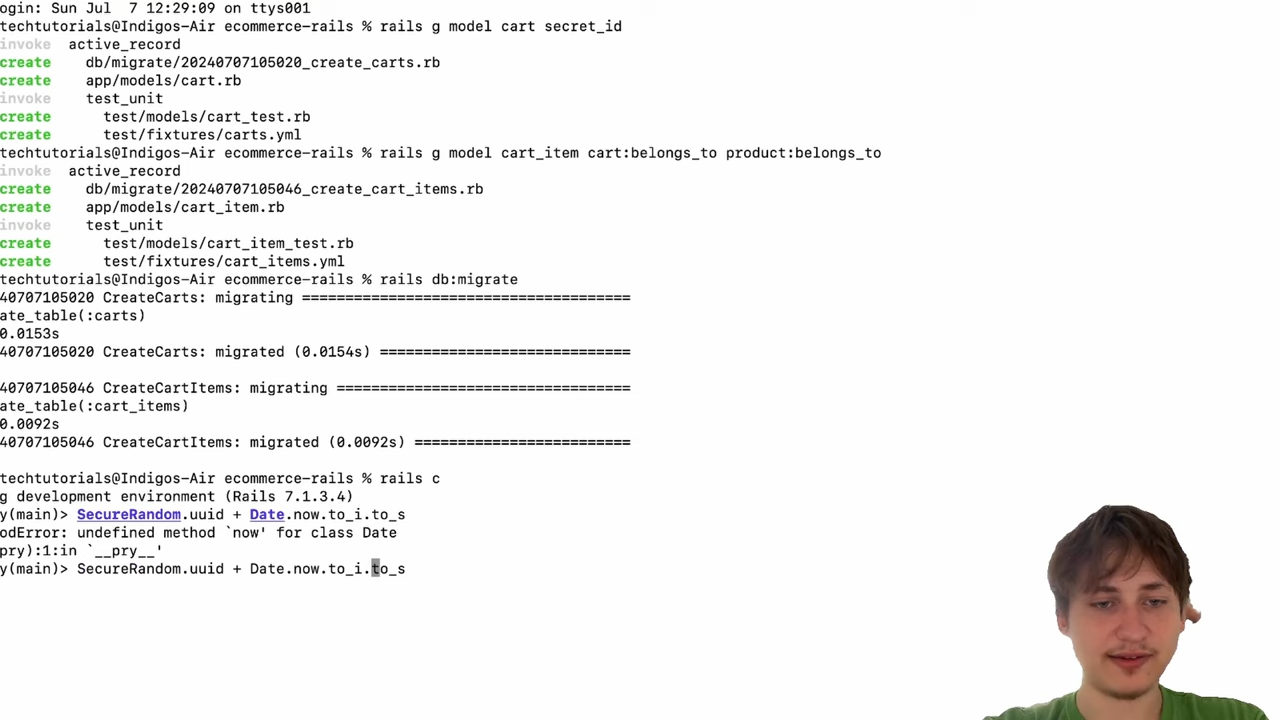 ogin: Sun Jul  7 12:29:09 on ttys001
techtutorials@Indigos-Air ecommerce-rails % rails g model cart secret_id
invoke  active_record
create    db/migrate/20240707105020_create_carts.rb
create    app/models/cart.rb
invoke    test_unit
create      test/models/cart_test.rb
create      test/fixtures/carts.yml
techtutorials@Indigos-Air ecommerce-rails % rails g model cart_item cart:belongs_to product:belongs_to
invoke  active_record
create    db/migrate/20240707105046_create_cart_items.rb
create    app/models/cart_item.rb
invoke    test_unit
create      test/models/cart_item_test.rb
create      test/fixtures/cart_items.yml
techtutorials@Indigos-Air ecommerce-rails % rails db:migrate
40707105020 CreateCarts: migrating ======================================
ate_table(:carts)
0.0153s
40707105020 CreateCarts: migrated (0.0154s) =============================

40707105046 CreateCartItems: migrating ==================================
ate_table(:cart_items)
0.0092s
40707105046 CreateCartItems: migrated (0.0092s) =========================

techtutorials@Indigos-Air ecommerce-rails % rails c
g development environment (Rails 7.1.3.4)
y(main)> SecureRandom.uuid + Date.now.to_i.to_s
odError: undefined method `now' for class Date
pry):1:in `__pry__'
y(main)> SecureRandom.uuid + Date.now.to_i.to_s